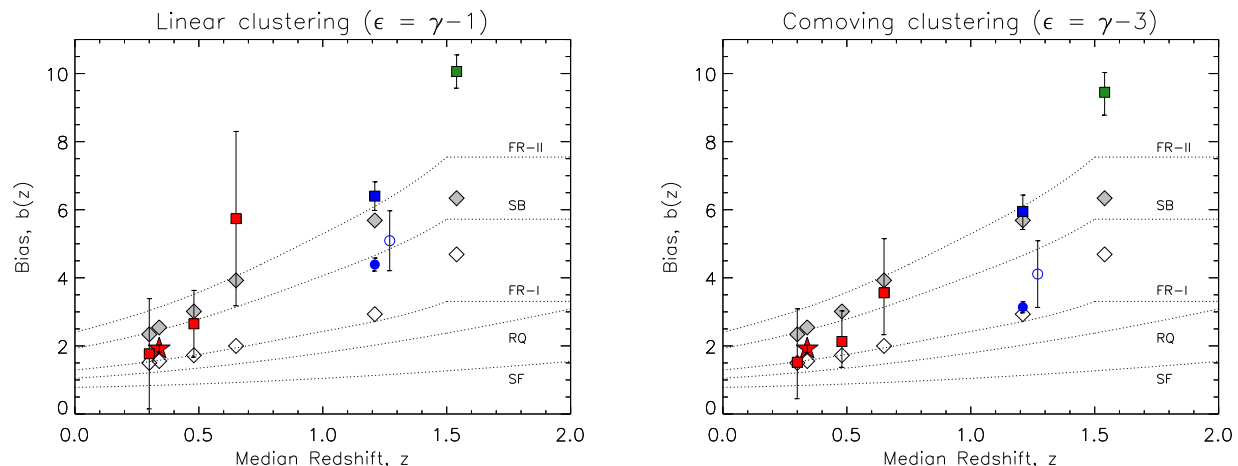 Linear clustering (ϵ = γ−1)
10
8
6
4
2
0
Bias, b(z)
FR−II
SB
FR−I
RQ
SF
0.0 0.5 1.0 1.5 2.0
Median Redshift, z
Comoving clustering (ϵ = γ−3)
10
8
6
4
2
0
Bias, b(z)
FR−II
SB
FR−I
RQ
SF
0.0 0.5 1.0 1.5 2.0
Median Redshift, z